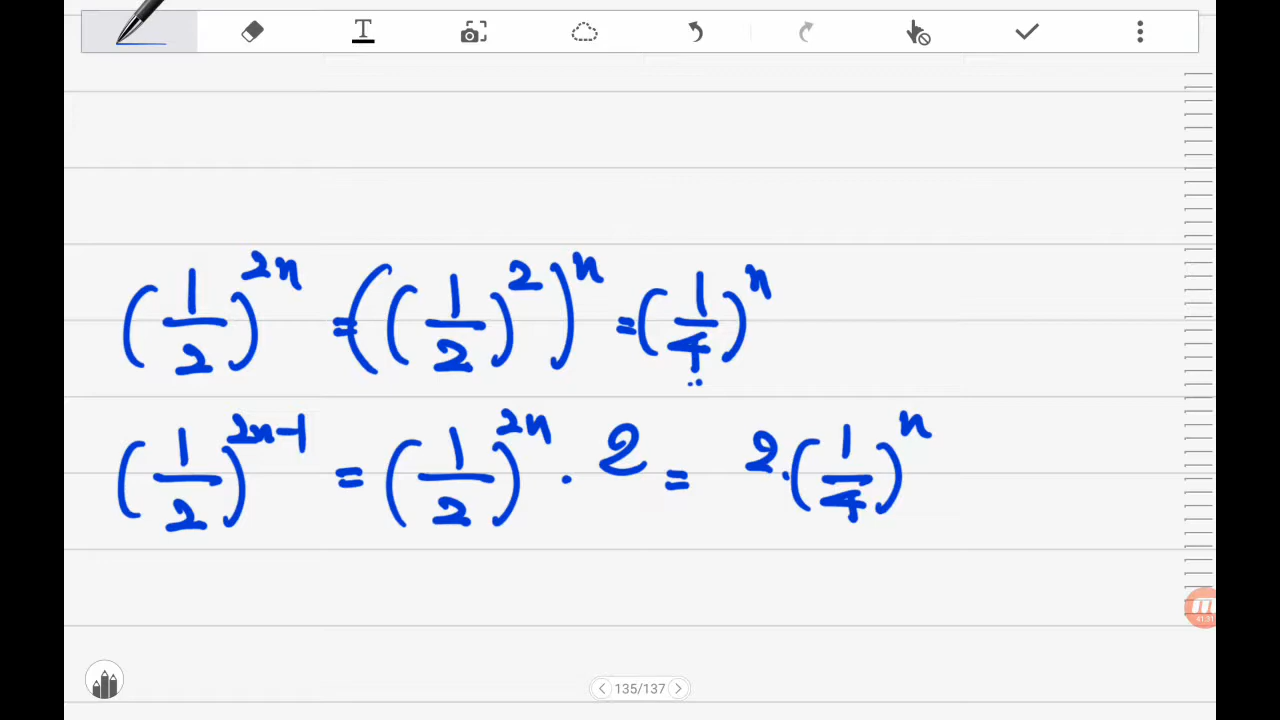 T
(1/2)^{2n} = ((1/2)^2)^n = (1/4)^n
(1/2)^{2n-1} = (1/2)^{2n} · 2 = 2·(1/4)^n
135/137